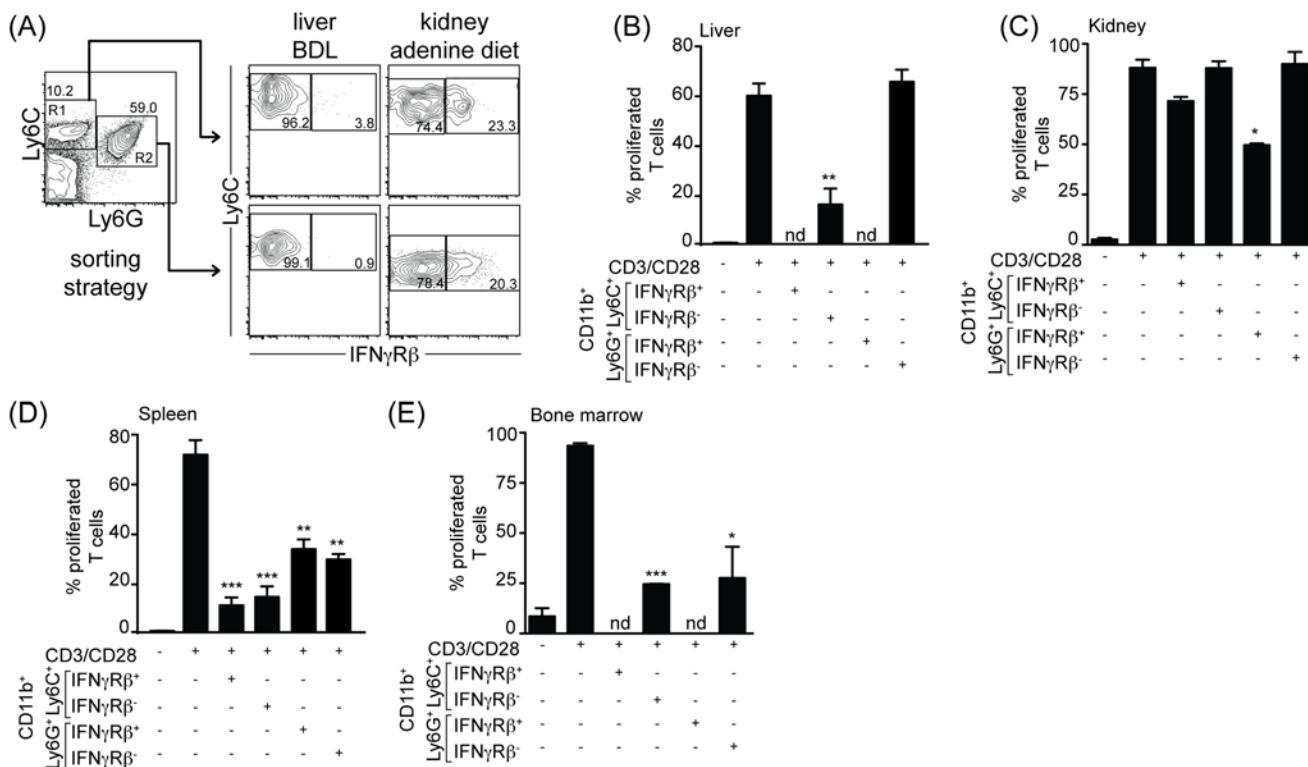 (A)
liver
BDL
kidney
adenine diet
Ly6C
10.2
R1
59.0
R2
Ly6G
sorting
strategy
Ly6C
96.2 3.8
74.4 23.3
99.1 0.9
78.4 20.3
IFNγRβ
(B)
Liver
% proliferated
T cells
80
60
40
20
0
** 
nd nd
CD3/CD28 - + + + + +
CD11b+
Ly6C+
IFNγRβ+ - - + - - -
IFNγRβ- - - - + - -
Ly6G+
IFNγRβ+ - - - - + -
IFNγRβ- - - - - - +
(C)
Kidney
% proliferated
T cells
100
75
50
25
0
*
CD3/CD28 - + + + + +
CD11b+
Ly6C+
IFNγRβ+ - - + - - -
IFNγRβ- - - - + - -
Ly6G+
IFNγRβ+ - - - - + -
IFNγRβ- - - - - - +
(D)
Spleen
% proliferated
T cells
80
60
40
20
0
*** *** ** **
CD3/CD28 - + + + + +
CD11b+
Ly6C+
IFNγRβ+ - - + - - -
IFNγRβ- - - - + - -
Ly6G+
IFNγRβ+ - - - - + -
IFNγRβ- - - - - - +
(E)
Bone marrow
% proliferated
T cells
100
75
50
25
0
*** *
nd nd
CD3/CD28 - + + + + +
CD11b+
Ly6C+
IFNγRβ+ - - + - - -
IFNγRβ- - - - + - -
Ly6G+
IFNγRβ+ - - - - + -
IFNγRβ- - - - - - +